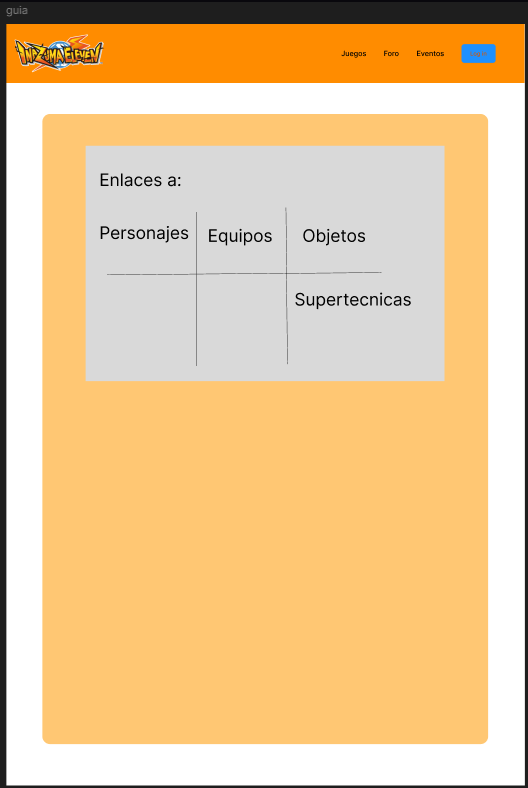 guia
INAZUMA ELEVEN
Juegos Foro Eventos
Enlaces a:
Personajes Equipos Objetos
Supertecnicas